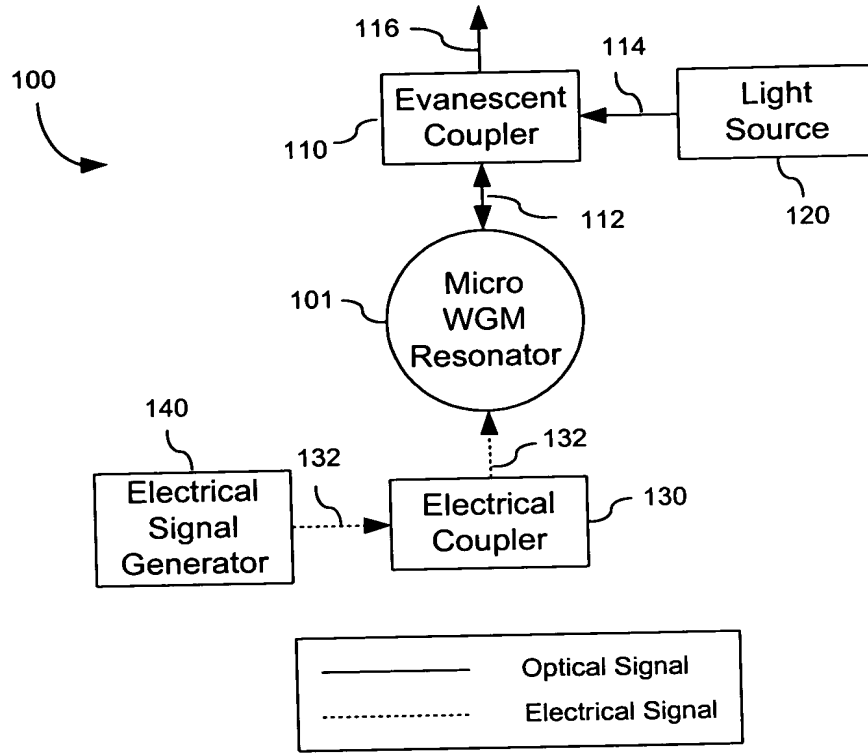 116
100
114
Evanescent
Coupler
Light
Source
110
120
112
101
Micro
WGM
Resonator
140
132
132
Electrical
Signal
Generator
Electrical
Coupler
130
Optical Signal
Electrical Signal